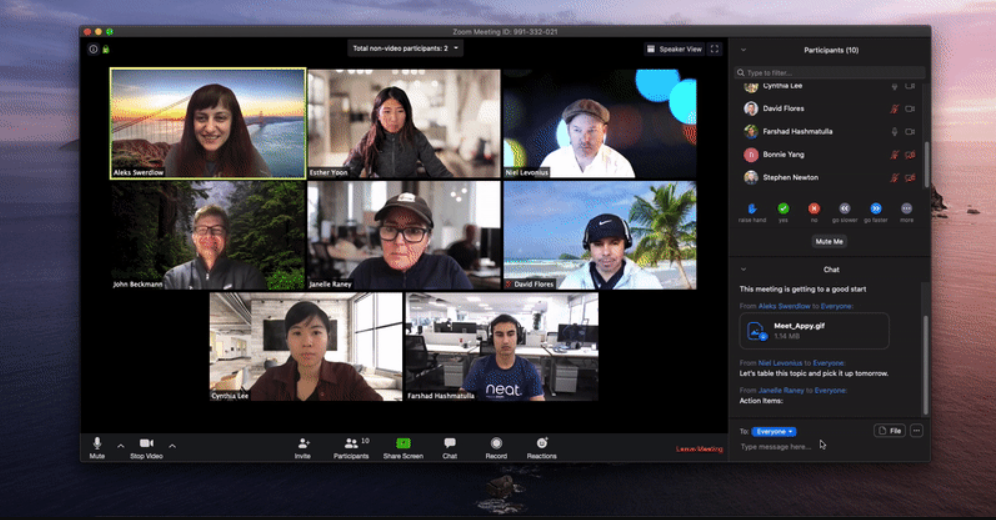 Zoom Meeting ID: 991-332-021
Total non-video participants: 2
Speaker View
Aleks Swerdlow
Esther Yoon
Niel Levonius
John Beckmann
Janelle Raney
David Flores
Cynthia Lee
neat.
Farshad Hashmatulla
Mute
Stop Video
Invite
10
Participants
Share Screen
Chat
Record
Reactions
Leave Meeting
Participants (10)
Type to filter...
Cynthia Lee
David Flores
Farshad Hashmatulla
Bonnie Yang
Stephen Newton
raise hand
yes
no
go slower
go faster
more
Mute Me
Chat
This meeting is getting to a good start
From Aleks Swerdlow to Everyone:
Meet_Appy.gif
1.14 MB
From Niel Levonius to Everyone:
Let's table this topic and pick it up tomorrow.
From Janelle Raney to Everyone:
Action Items:
To: Everyone
File
Type message here...